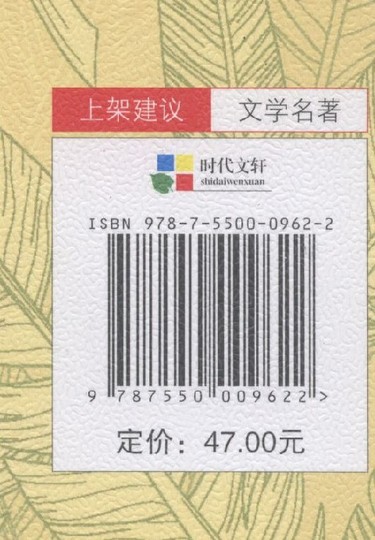 上架建议 文学名著
时代文轩
shidaiwenxuan
ISBN 978-7-5500-0962-2
9 787550 009622 >
定价：47.00元